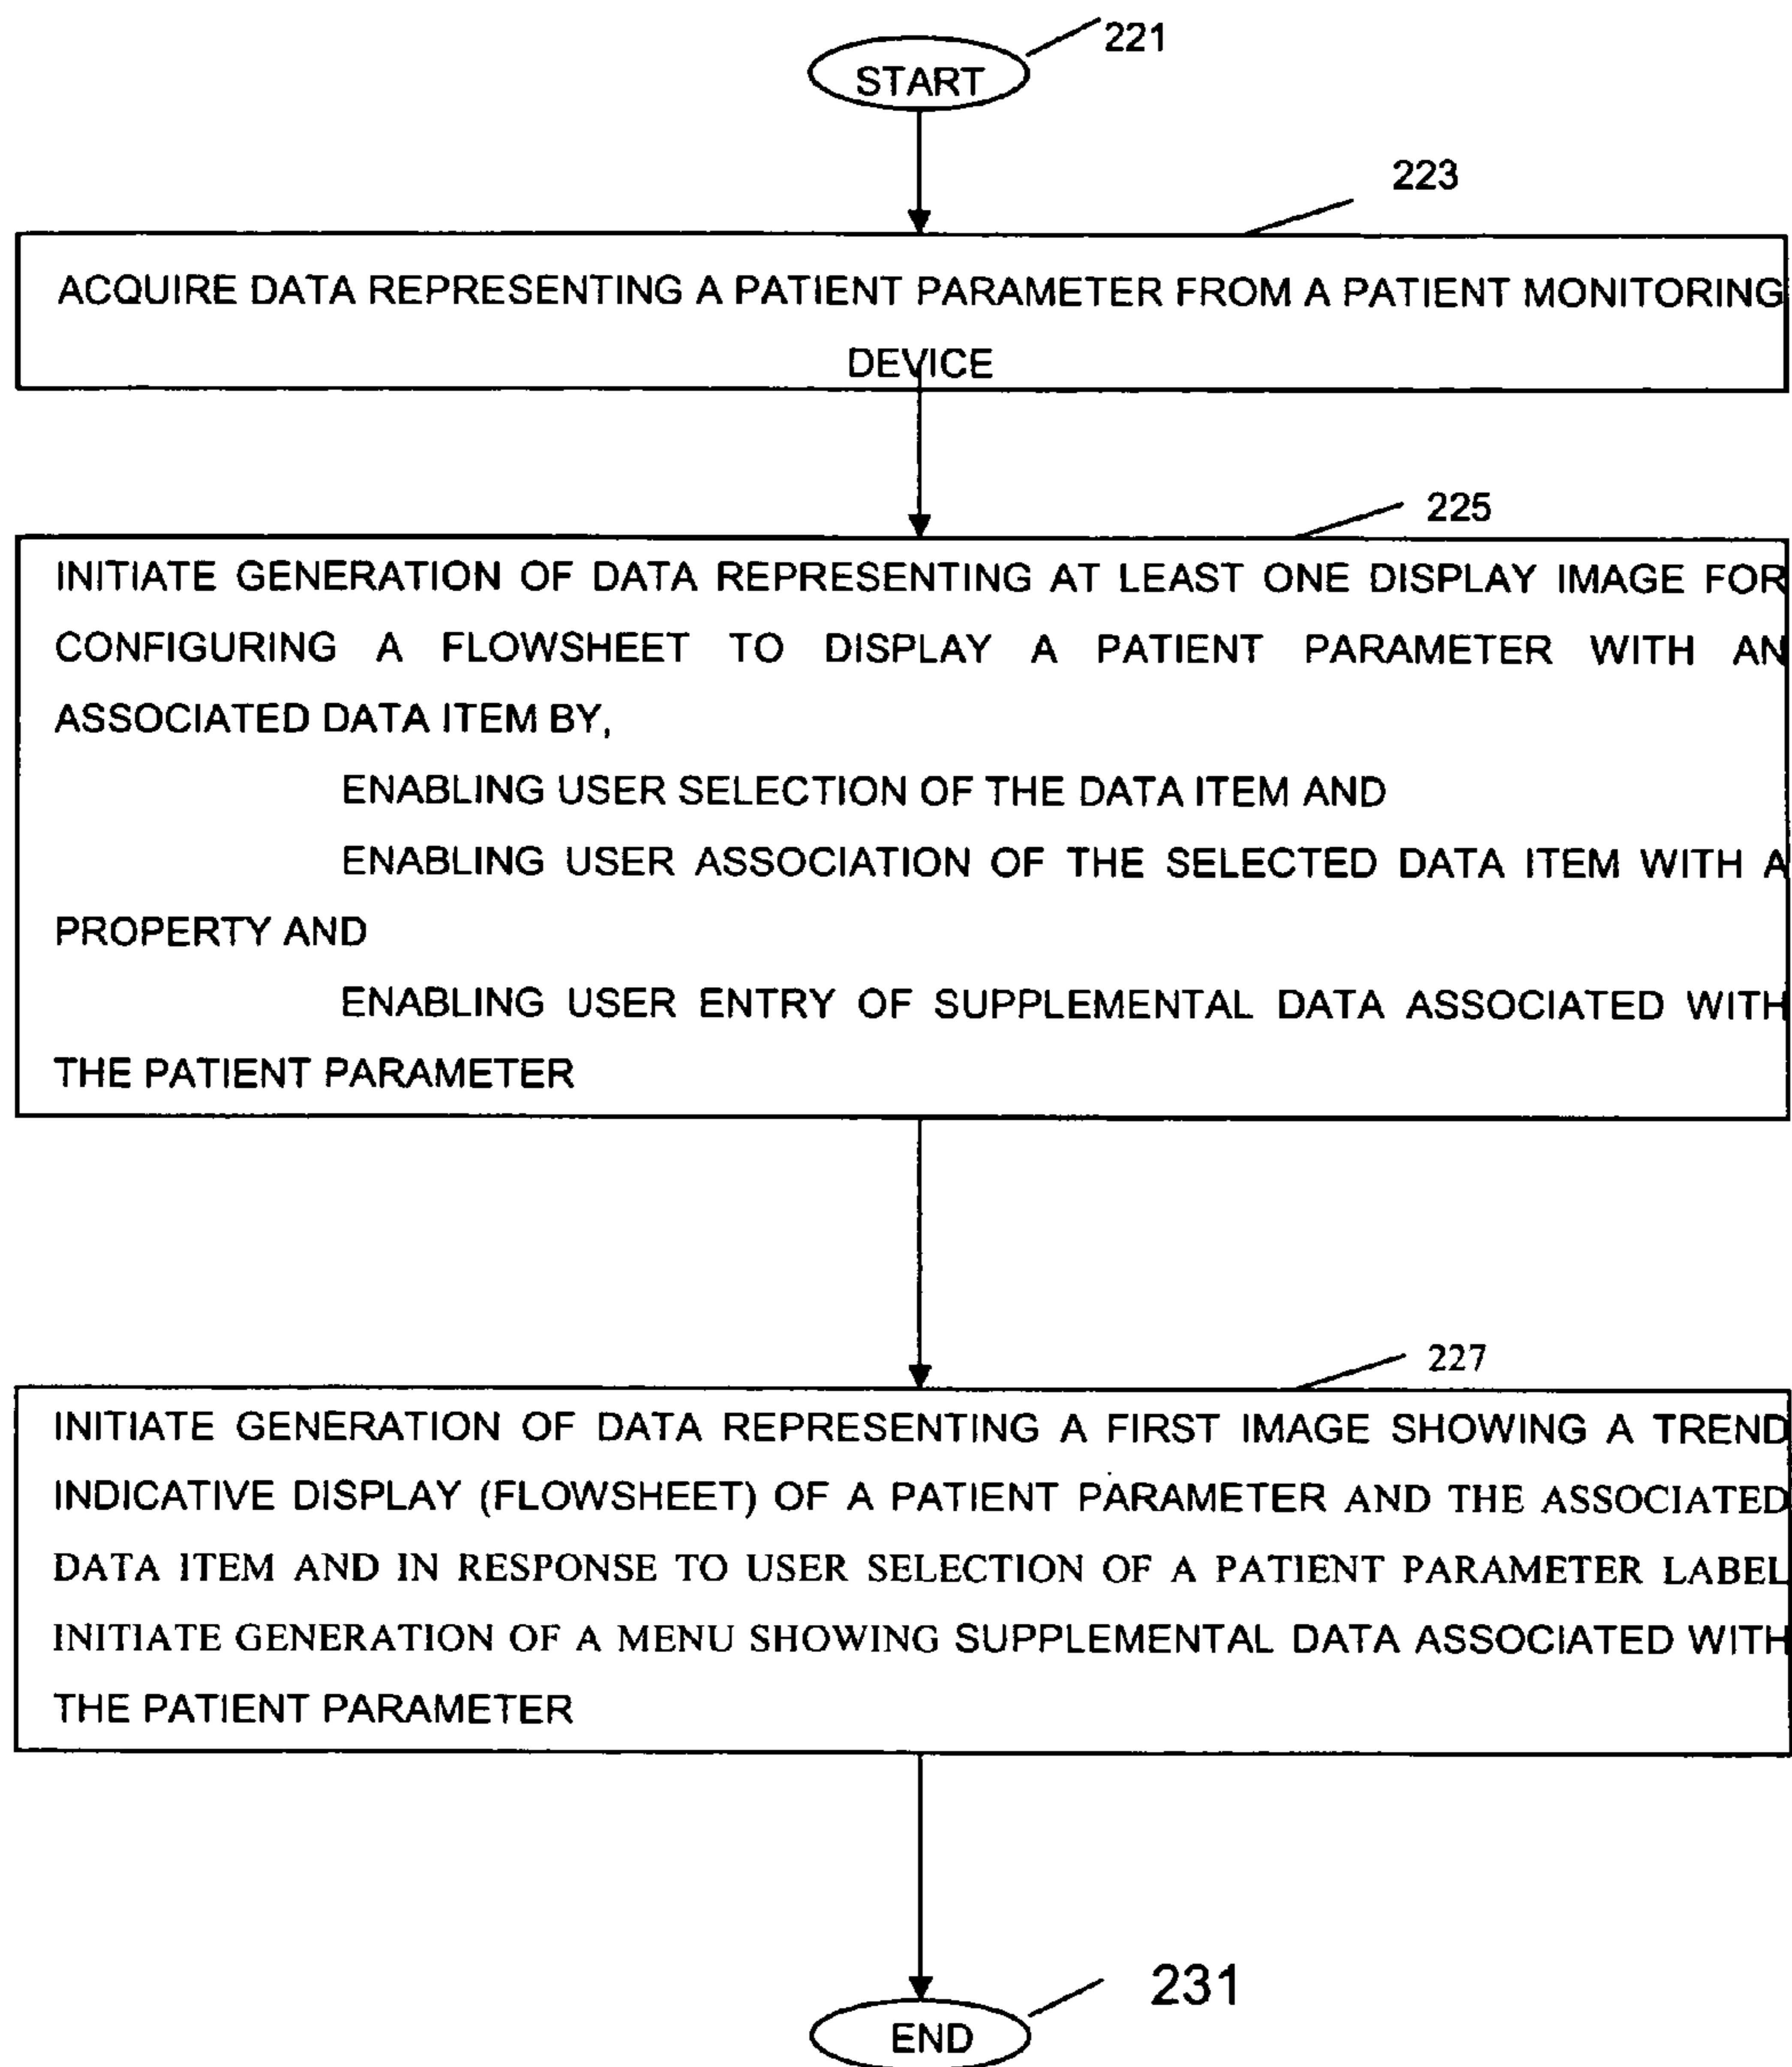 221
START
223
ACQUIRE DATA REPRESENTING A PATIENT PARAMETER FROM A PATIENT MONITORING
DEVICE
225
INITIATE GENERATION OF DATA REPRESENTING AT LEAST ONE DISPLAY IMAGE FOR
CONFIGURING A FLOWSHEET TO DISPLAY A PATIENT PARAMETER WITH AN
ASSOCIATED DATA ITEM BY,
ENABLING USER SELECTION OF THE DATA ITEM AND
ENABLING USER ASSOCIATION OF THE SELECTED DATA ITEM WITH A
PROPERTY AND
ENABLING USER ENTRY OF SUPPLEMENTAL DATA ASSOCIATED WITH
THE PATIENT PARAMETER
227
INITIATE GENERATION OF DATA REPRESENTING A FIRST IMAGE SHOWING A TREND
INDICATIVE DISPLAY (FLOWSHEET) OF A PATIENT PARAMETER AND THE ASSOCIATED
DATA ITEM AND IN RESPONSE TO USER SELECTION OF A PATIENT PARAMETER LABEL
INITIATE GENERATION OF A MENU SHOWING SUPPLEMENTAL DATA ASSOCIATED WITH
THE PATIENT PARAMETER
231
END